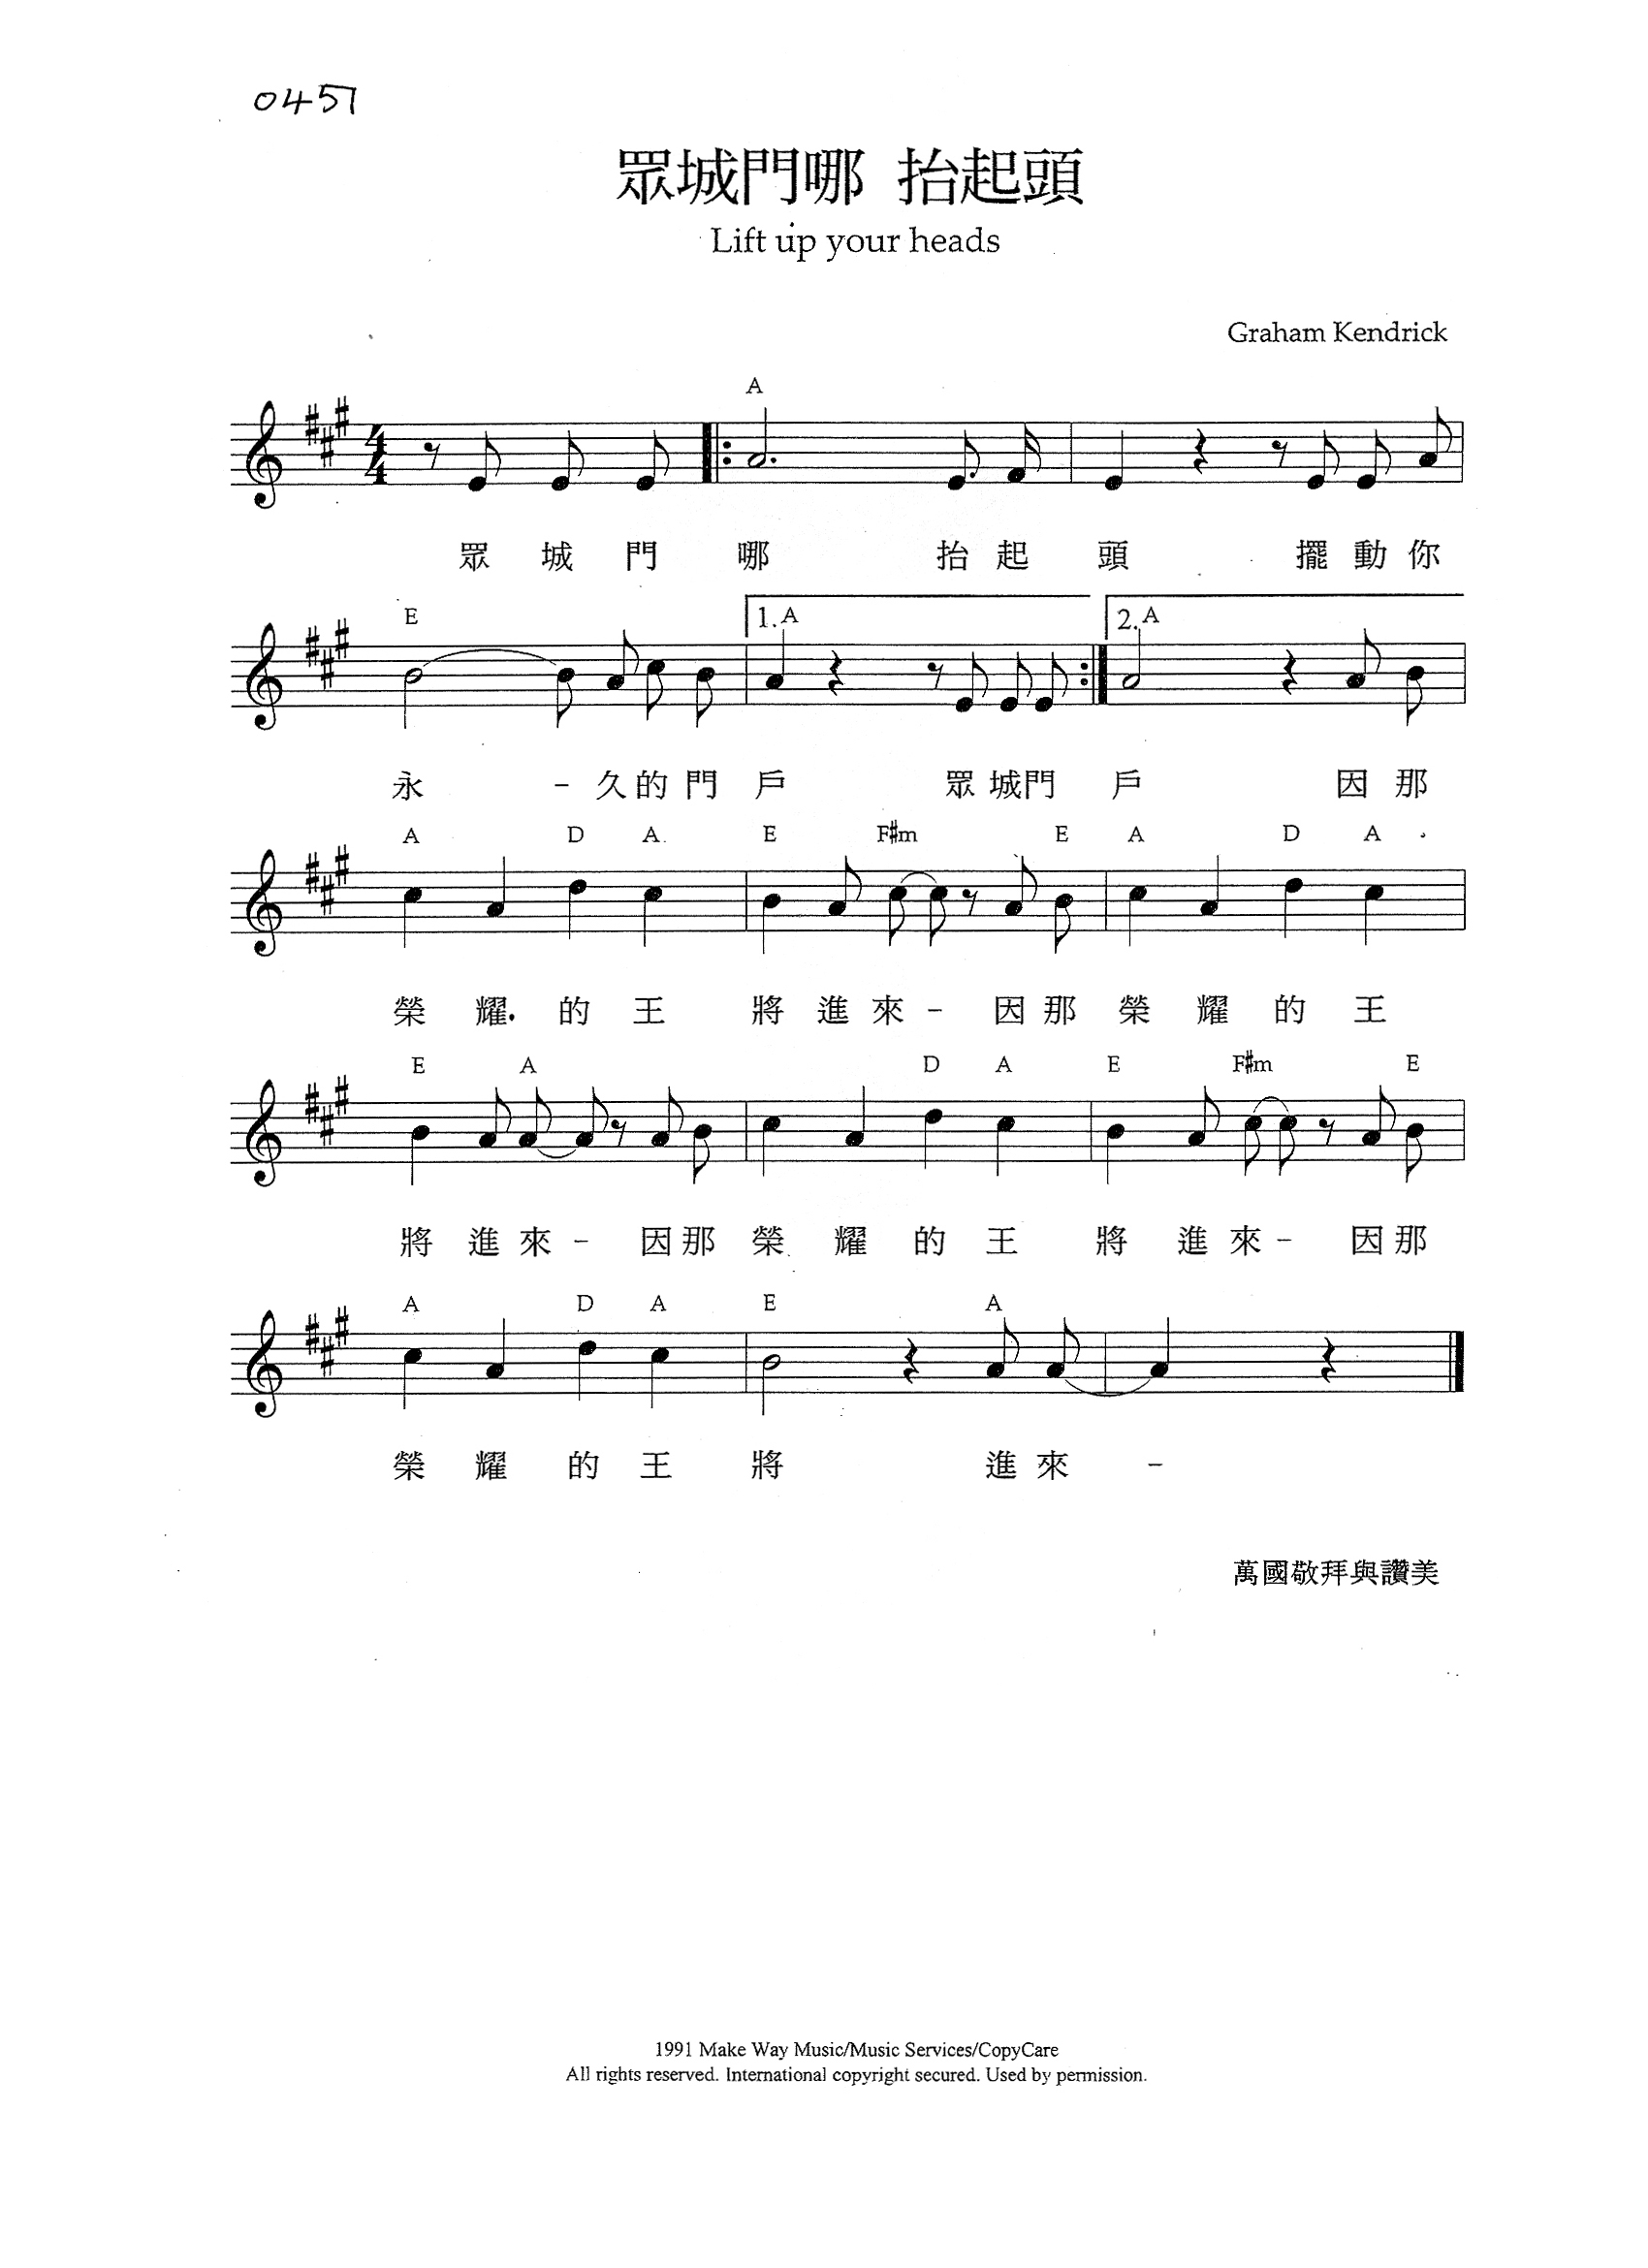 0457
眾城門哪 抬起頭
Lift up your heads
Graham Kendrick
A
眾 城 門 哪 抬 起 頭 擺 動 你
E 1. A 2. A
永 - 久 的 門 戶 眾 城 門 戶 因 那
A D A E F#m E A D A
榮 耀 的 王 將 進 來 - 因 那 榮 耀 的 王
E A D A E F#m E
將 進 來 - 因 那 榮 耀 的 王 將 進 來 - 因 那
A D A E A
榮 耀 的 王 將 進 來 -
萬國敬拜與讚美
1991 Make Way Music/Music Services/CopyCare
All rights reserved. International copyright secured. Used by permission.